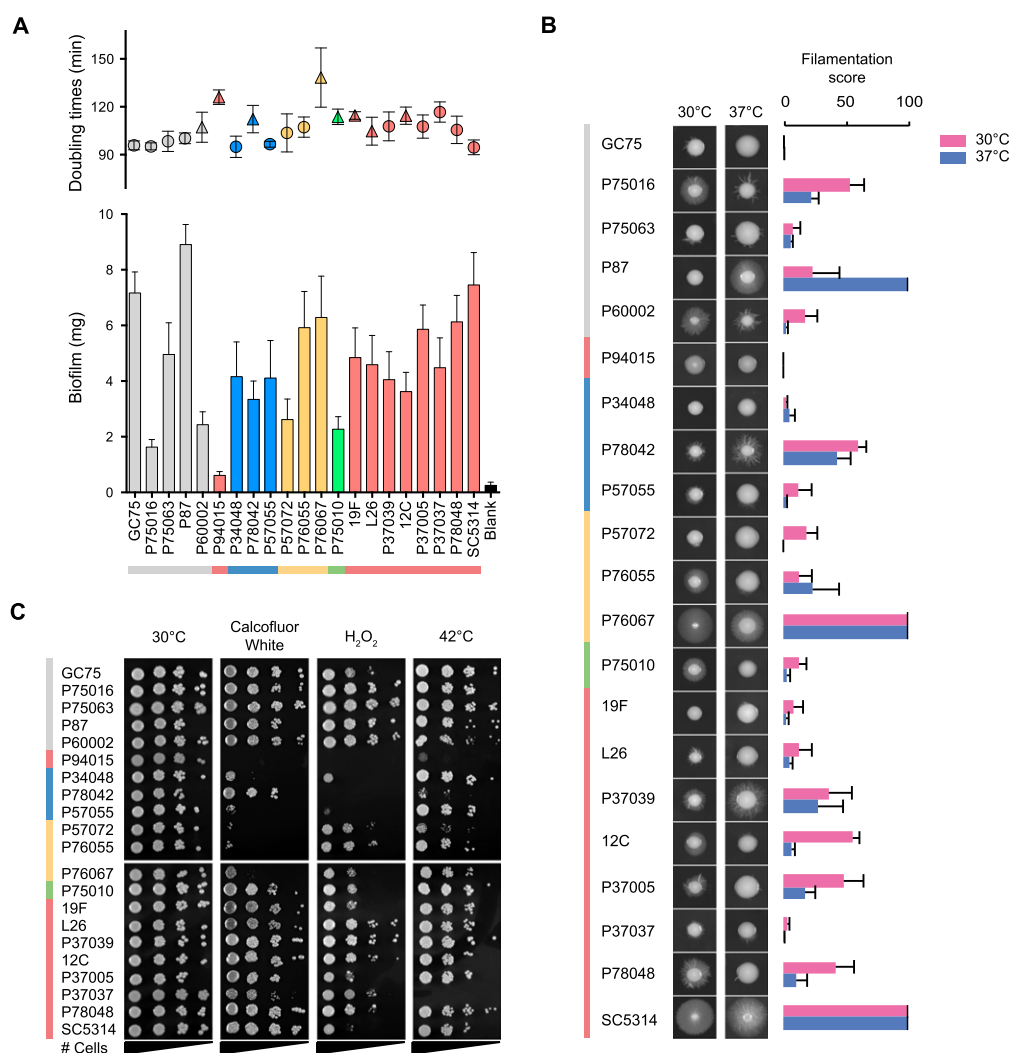 A
Doubling times (min)
150
120
90
Biofilm (mg)
10
8
6
4
2
0
GC75
P75016
P75063
P87
P60002
P94015
P34048
P78042
P57055
P57072
P76055
P76067
P75010
19F
L26
P37039
12C
P37005
P37037
P78048
SC5314
Blank
B
Filamentation
score
30°C 37°C 0 50 100
30°C
37°C
GC75
P75016
P75063
P87
P60002
P94015
P34048
P78042
P57055
P57072
P76055
P76067
P75010
19F
L26
P37039
12C
P37005
P37037
P78048
SC5314
C
30°C
Calcofluor
White
H2O2
42°C
GC75
P75016
P75063
P87
P60002
P94015
P34048
P78042
P57055
P57072
P76055
P76067
P75010
19F
L26
P37039
12C
P37005
P37037
P78048
SC5314
# Cells